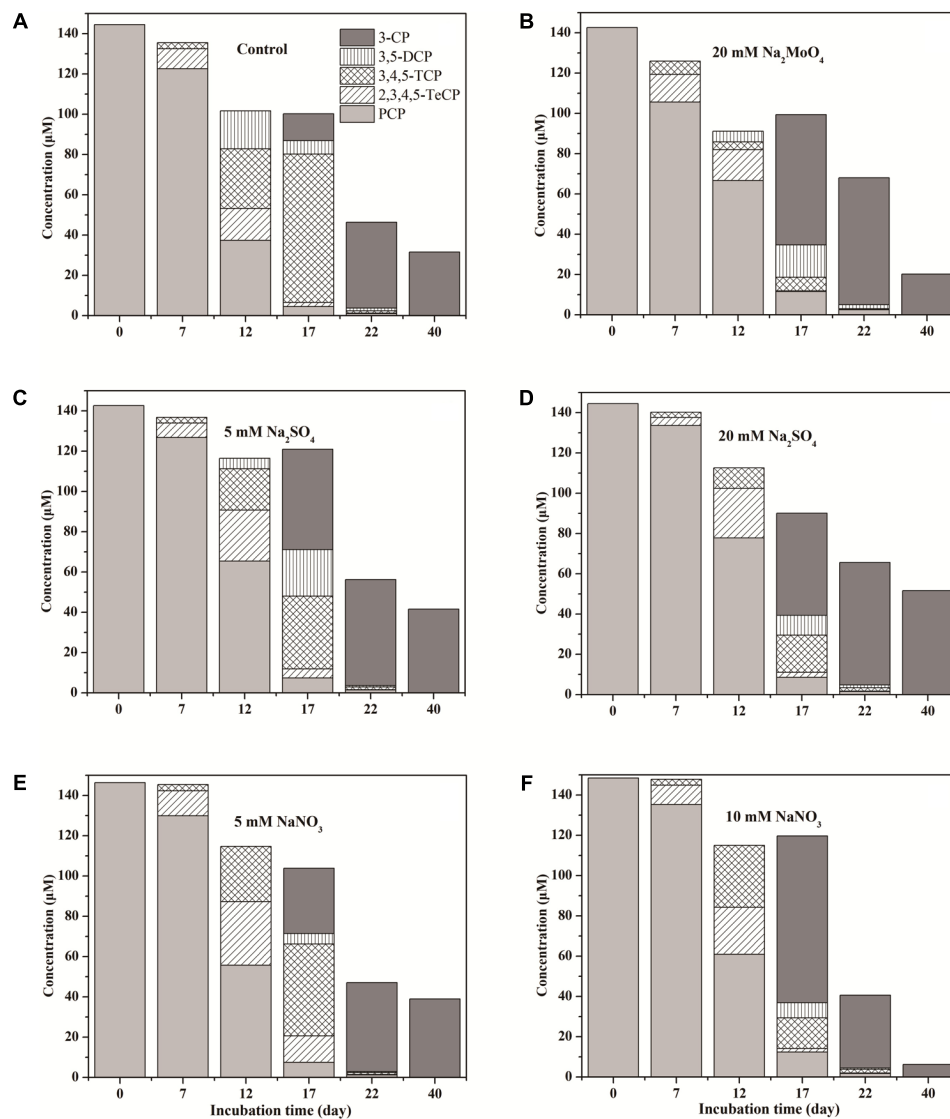 A
Control
3-CP
3,5-DCP
3,4,5-TCP
2,3,4,5-TeCP
PCP
Concentration (μM)
140
120
100
80
60
40
20
0
0 7 12 17 22 40
B
20 mM Na₂MoO₄
Concentration (μM)
140
120
100
80
60
40
20
0
0 7 12 17 22 40
C
5 mM Na₂SO₄
Concentration (μM)
140
120
100
80
60
40
20
0
0 7 12 17 22 40
D
20 mM Na₂SO₄
Concentration (μM)
140
120
100
80
60
40
20
0
0 7 12 17 22 40
E
5 mM NaNO₃
Concentration (μM)
140
120
100
80
60
40
20
0
0 7 12 17 22 40
Incubation time (day)
F
10 mM NaNO₃
Concentration (μM)
140
120
100
80
60
40
20
0
0 7 12 17 22 40
Incubation time (day)